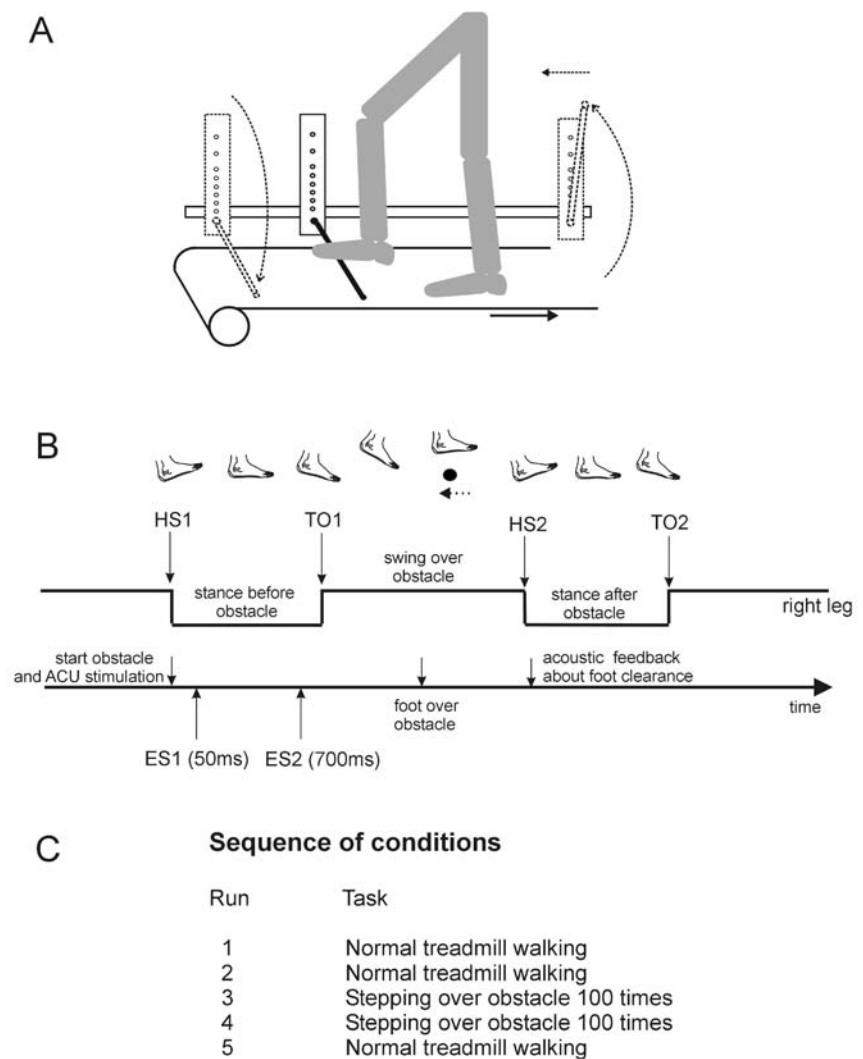 A
B
HS1
TO1
HS2
TO2
swing over
obstacle
stance before
obstacle
stance after
obstacle
right leg
start obstacle
and ACU stimulation
acoustic feedback
about foot clearance
foot over
obstacle
time
ES1 (50ms)
ES2 (700ms)
C
Sequence of conditions
Run Task
1 Normal treadmill walking
2 Normal treadmill walking
3 Stepping over obstacle 100 times
4 Stepping over obstacle 100 times
5 Normal treadmill walking